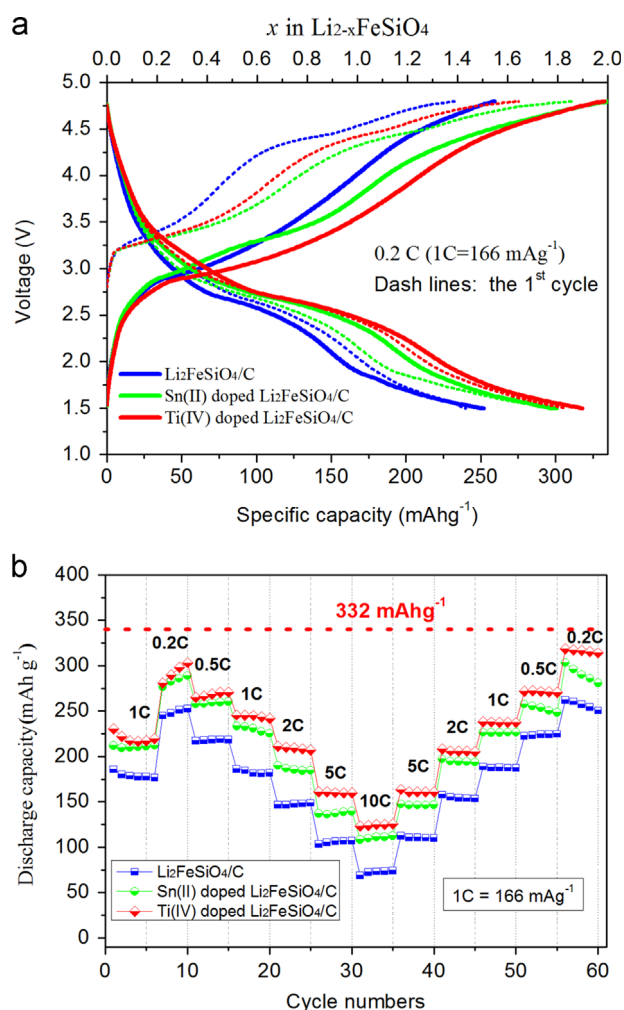 a
x in Li2-xFeSiO4
0.0 0.2 0.4 0.6 0.8 1.0 1.2 1.4 1.6 1.8 2.0
5.0
4.5
4.0
3.5
3.0
2.5
2.0
1.5
1.0
Voltage (V)
0.2 C (1C=166 mAg-1)
Dash lines: the 1st cycle
Li2FeSiO4/C
Sn(II) doped Li2FeSiO4/C
Ti(IV) doped Li2FeSiO4/C
0 50 100 150 200 250 300
Specific capacity (mAhg-1)
b
400
350
300
250
200
150
100
50
0
Discharge capacity(mAh g-1)
332 mAhg-1
1C
0.2C
0.5C
1C
2C
5C
10C
5C
2C
1C
0.5C
0.2C
Li2FeSiO4/C
Sn(II) doped Li2FeSiO4/C
Ti(IV) doped Li2FeSiO4/C
1C = 166 mAg-1
0 10 20 30 40 50 60
Cycle numbers